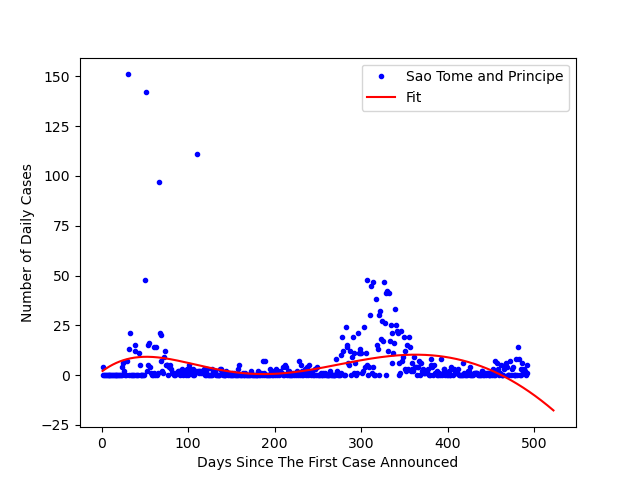 Sao Tome and Principe
Fit
150
125
100
75
50
25
0
−25
Number of Daily Cases
0 100 200 300 400 500
Days Since The First Case Announced